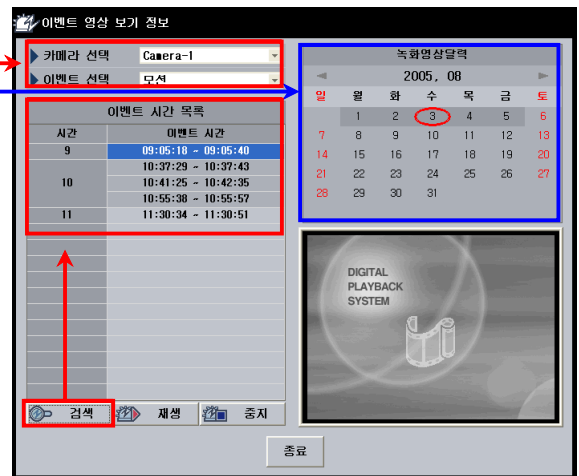 이벤트 영상 보기 정보
카메라 선택 Camera-1
이벤트 선택 모션
이벤트 시간 목록
시간 이벤트 시간
9 09:05:18 ~ 09:05:40
10:37:29 ~ 10:37:43
10 10:41:25 ~ 10:42:35
10:55:38 ~ 10:55:57
11 11:30:34 ~ 11:30:51
검색 재생 중지
녹화영상달력
2005, 08
일 월 화 수 목 금 토
1 2 3 4 5 6
7 8 9 10 11 12 13
14 15 16 17 18 19 20
21 22 23 24 25 26 27
28 29 30 31
DIGITAL
PLAYBACK
SYSTEM
종료